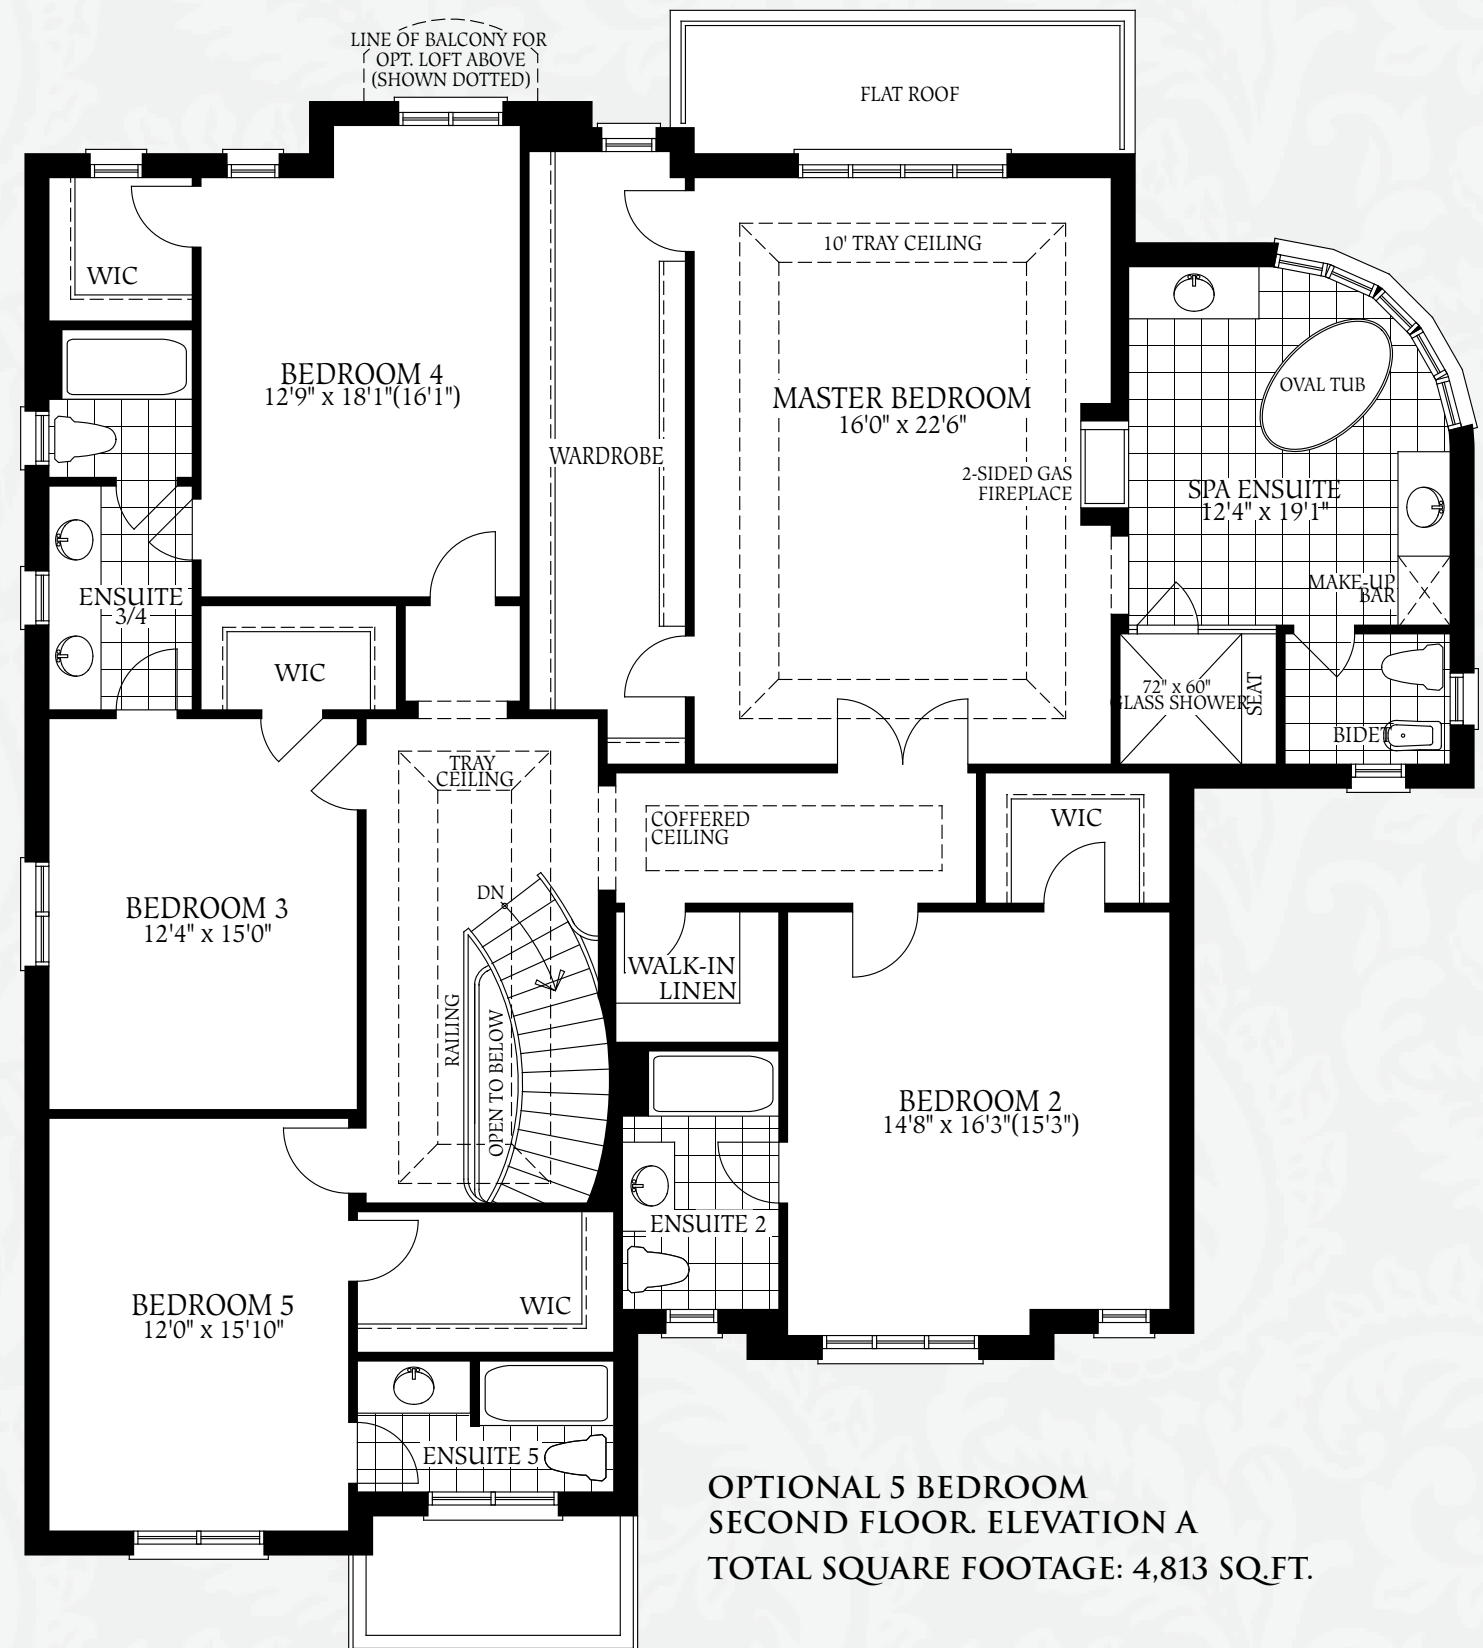 LINE OF BALCONY FOR
OPT. LOFT ABOVE
(SHOWN DOTTED)
FLAT ROOF
10' TRAY CEILING
WIC
BEDROOM 4
12'9" x 18'1"(16'1")
MASTER BEDROOM
16'0" x 22'6"
OVAL TUB
WARDROBE
2-SIDED GAS
FIREPLACE
SPA ENSUITE
12'4" x 19'1"
MAKE-UP
BAR
ENSUITE
3/4
WIC
72" x 60"
GLASS SHOWER
SEAT
BIDET
TRAY
CEILING
COFFERED
CEILING
WIC
DN
BEDROOM 3
12'4" x 15'0"
WALK-IN
LINEN
RAILING
OPEN TO BELOW
BEDROOM 2
14'8" x 16'3"(15'3")
ENSUITE 2
BEDROOM 5
12'0" x 15'10"
WIC
ENSUITE 5
OPTIONAL 5 BEDROOM
SECOND FLOOR. ELEVATION A
TOTAL SQUARE FOOTAGE: 4,813 SQ.FT.